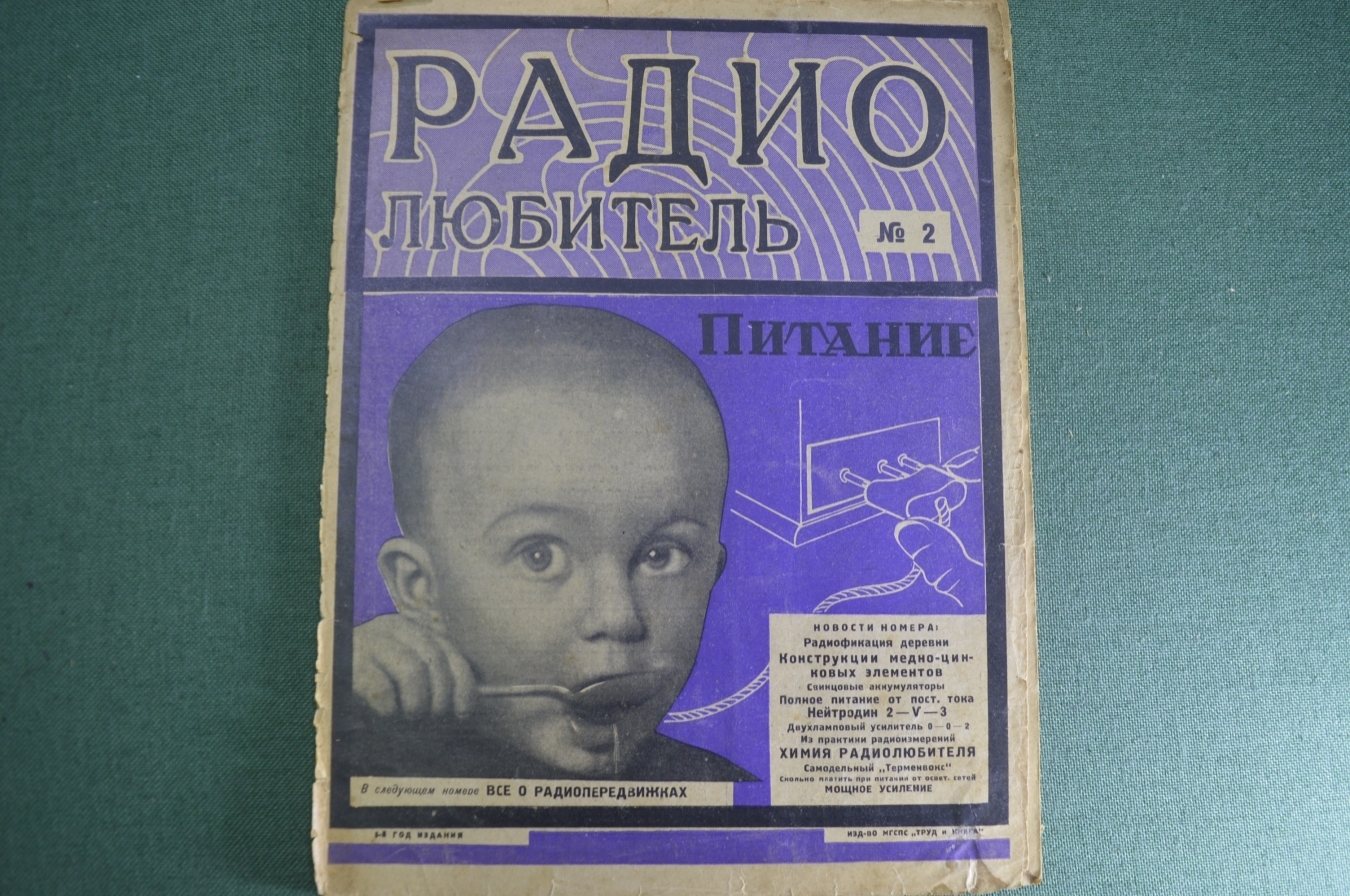 РАДИО
ЛЮБИТЕЛЬ
№ 2
ПИТАНИЕ
НОВОСТИ НОМЕРА:
Радиофикация деревни
Конструкции медно-цин-
ковых элементов
Свинцовые аккумуляторы
Полное питание от пост. тока
Нейтродин 2—V—3
Двухламповый усилитель 0—0—2
Из практики радиоизмерений
ХИМИЯ РАДИОЛЮБИТЕЛЯ
Самодельный „Терменвокс"
Сколько платить при питании от освет. сетей
МОЩНОЕ УСИЛЕНИЕ
В следующем номере ВСЕ О РАДИОПЕРЕДВИЖКАХ
ГОД ИЗДАНИЯ
ИЗД-ВО МГСПС „ТРУД и КНИГА"